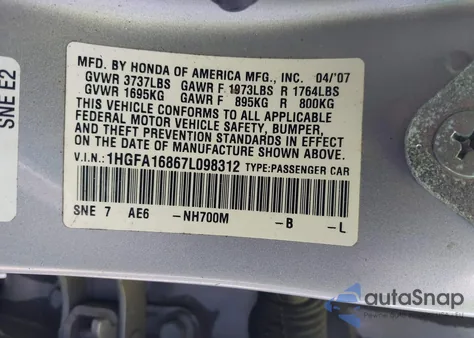 SNE E2
MFD. BY HONDA OF AMERICA MFG., INC. 04/'07
GVWR 3737LBS GAWR F 1973LBS R 1764LBS
GVWR 1695KG GAWR F 895KG R 800KG
THIS VEHICLE CONFORMS TO ALL APPLICABLE
FEDERAL MOTOR VEHICLE SAFETY, BUMPER,
AND THEFT PREVENTION STANDARDS IN EFFECT
ON THE DATE OF MANUFACTURE SHOWN ABOVE.
V.I.N.: 1HGFA16867L098312 TYPE:PASSENGER CAR
SNE 7 AE6 -NH700M -B -L
autoSnap